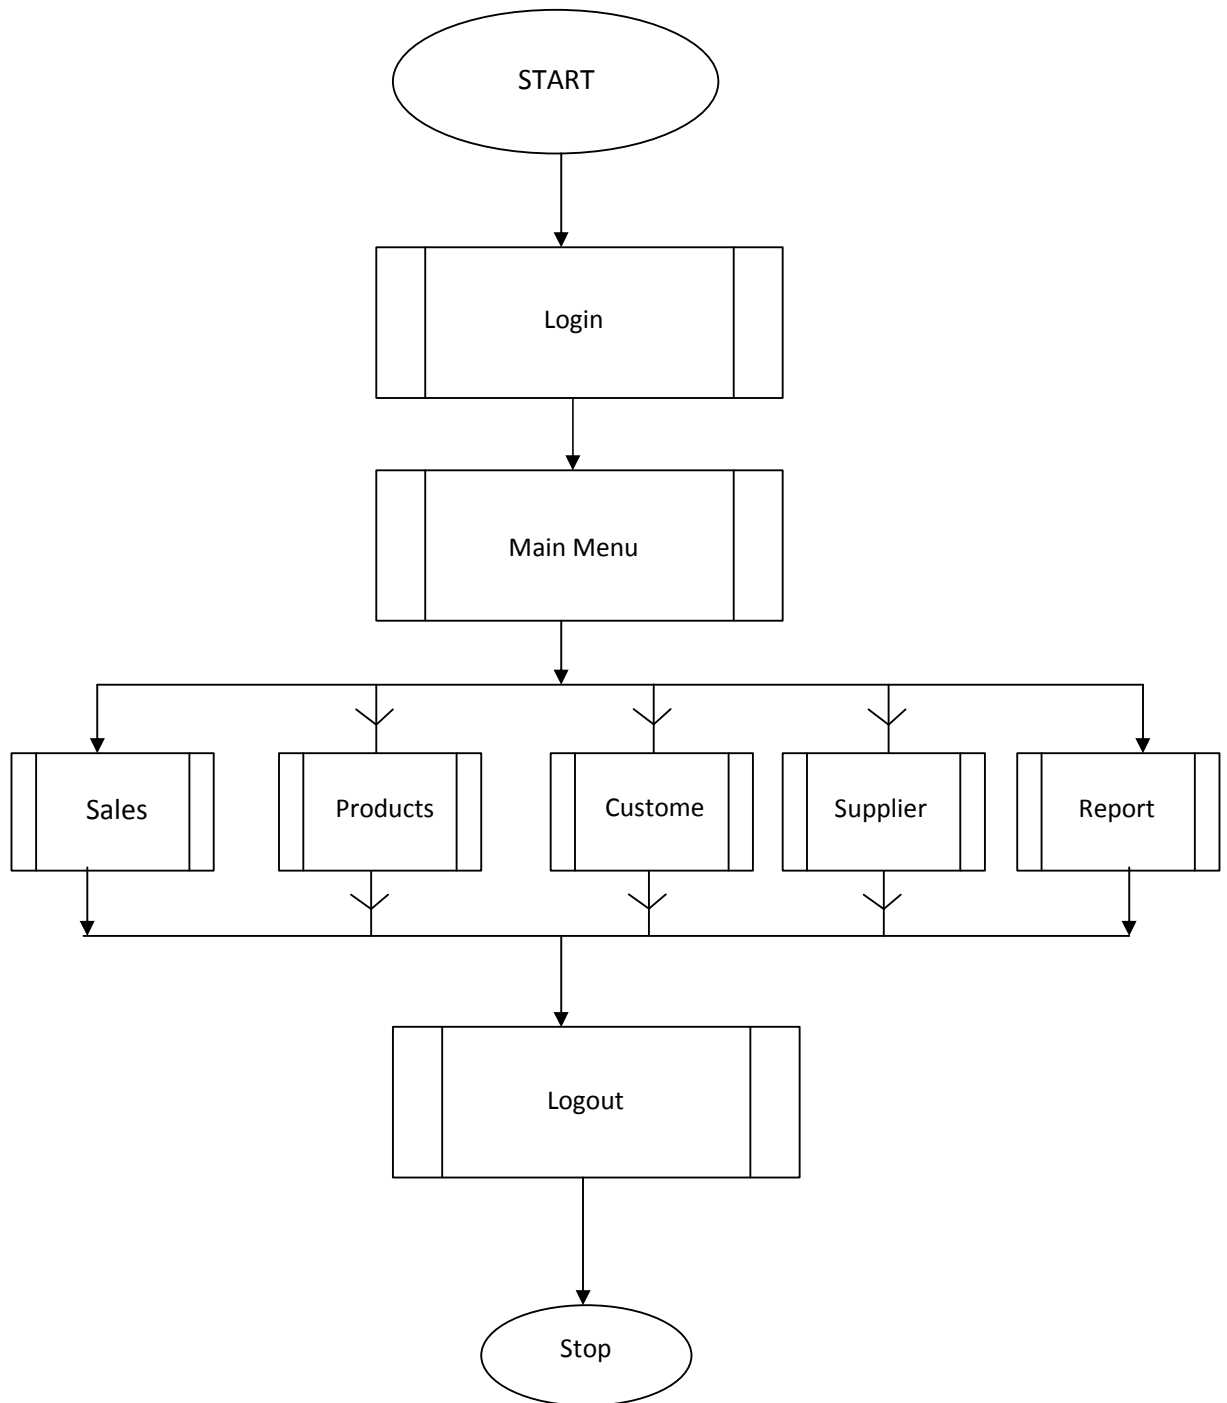 START
Login
Main Menu
Sales
Products
Custome
Supplier
Report
Logout
Stop